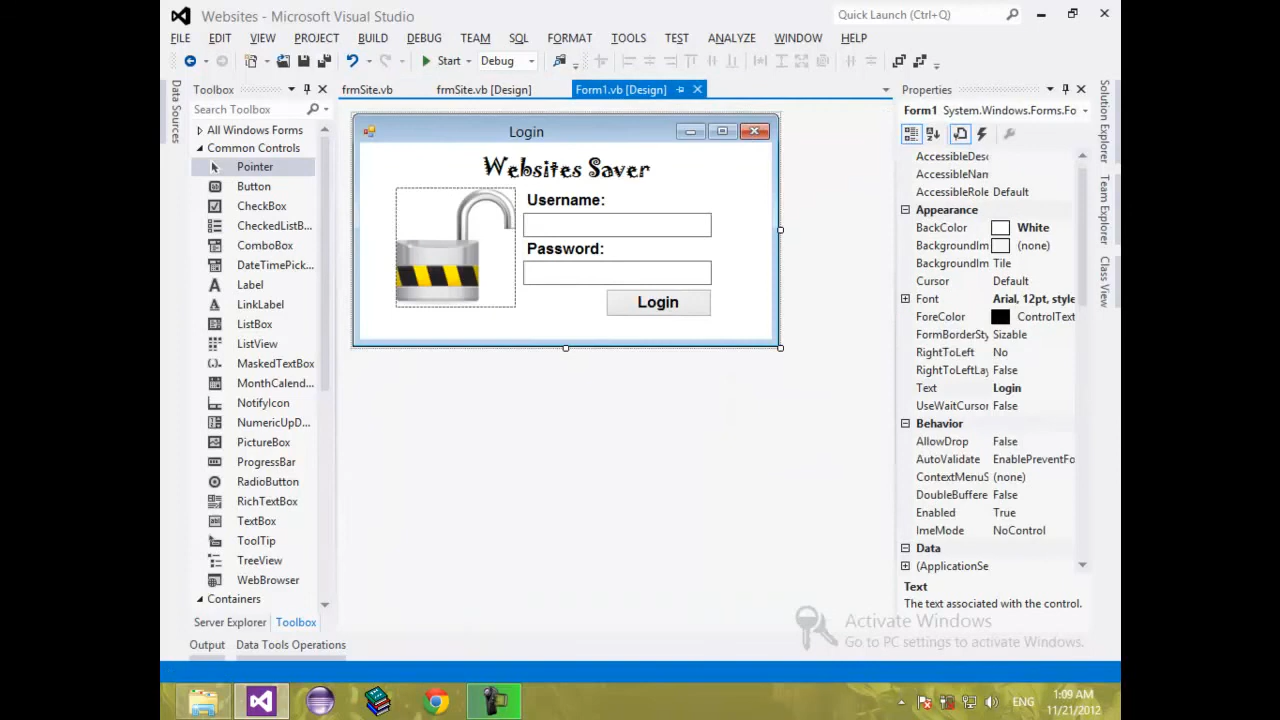 Websites - Microsoft Visual Studio
Quick Launch (Ctrl+Q)
FILE EDIT VIEW PROJECT BUILD DEBUG TEAM SQL FORMAT TOOLS TEST ANALYZE WINDOW HELP
Start Debug
Data Sources
Toolbox
Search Toolbox
All Windows Forms
Common Controls
Pointer
Button
CheckBox
CheckedListB...
ComboBox
DateTimePick...
Label
LinkLabel
ListBox
ListView
MaskedTextBox
MonthCalend...
NotifyIcon
NumericUpD...
PictureBox
ProgressBar
RadioButton
RichTextBox
TextBox
ToolTip
TreeView
WebBrowser
Containers
Server Explorer Toolbox
Output Data Tools Operations
frmSite.vb frmSite.vb [Design] Form1.vb [Design]
Login
Websites Saver
Username:
Password:
Login
Properties
Form1 System.Windows.Forms.Fo
AccessibleDesc
AccessibleNam
AccessibleRole Default
Appearance
BackColor White
BackgroundIm (none)
BackgroundIm Tile
Cursor Default
Font Arial, 12pt, style
ForeColor ControlText
FormBorderSty Sizable
RightToLeft No
RightToLeftLay False
Text Login
UseWaitCursor False
Behavior
AllowDrop False
AutoValidate EnablePreventFo
ContextMenuS (none)
DoubleBuffere False
Enabled True
ImeMode NoControl
Data
(ApplicationSe
Text
The text associated with the control.
Solution Explorer
Team Explorer
Class View
Activate Windows
Go to PC settings to activate Windows.
ENG
1:09 AM
11/21/2012